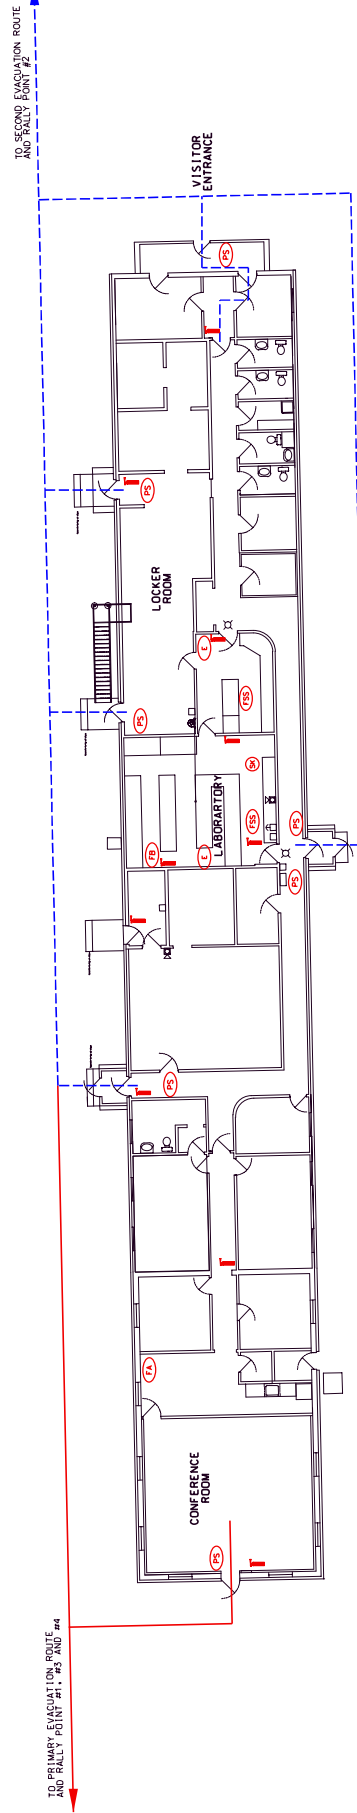 TO SECOND EVACUATION ROUTE
AND RALLY POINT #2
VISITOR
ENTRANCE
PS
PS
LOCKER
ROOM
E
FSS
PS
SK
FSS
PS
LABORARTORY
FB
E
PS
PS
FA
CONFERENCE
ROOM
PS
TO PRIMARY EVACUATION ROUTE
AND RALLY POINT #1, #3 AND #4